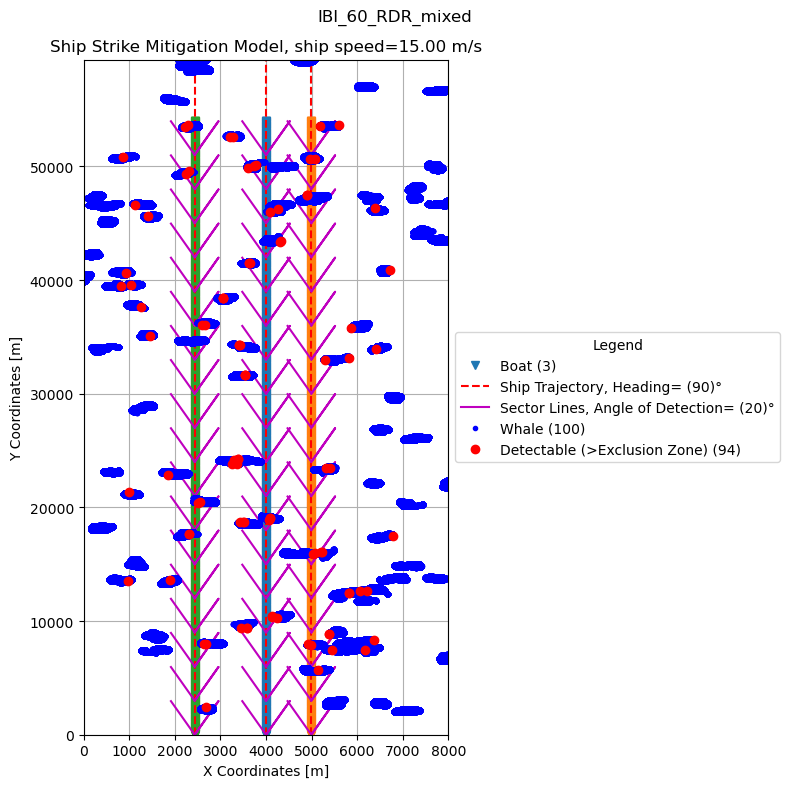 IBI_60_RDR_mixed
Ship Strike Mitigation Model, ship speed=15.00 m/s
Y Coordinates [m]
50000
40000
30000
20000
10000
0
0 1000 2000 3000 4000 5000 6000 7000 8000
X Coordinates [m]
Legend
Boat (3)
Ship Trajectory, Heading= (90)°
Sector Lines, Angle of Detection= (20)°
Whale (100)
Detectable (>Exclusion Zone) (94)